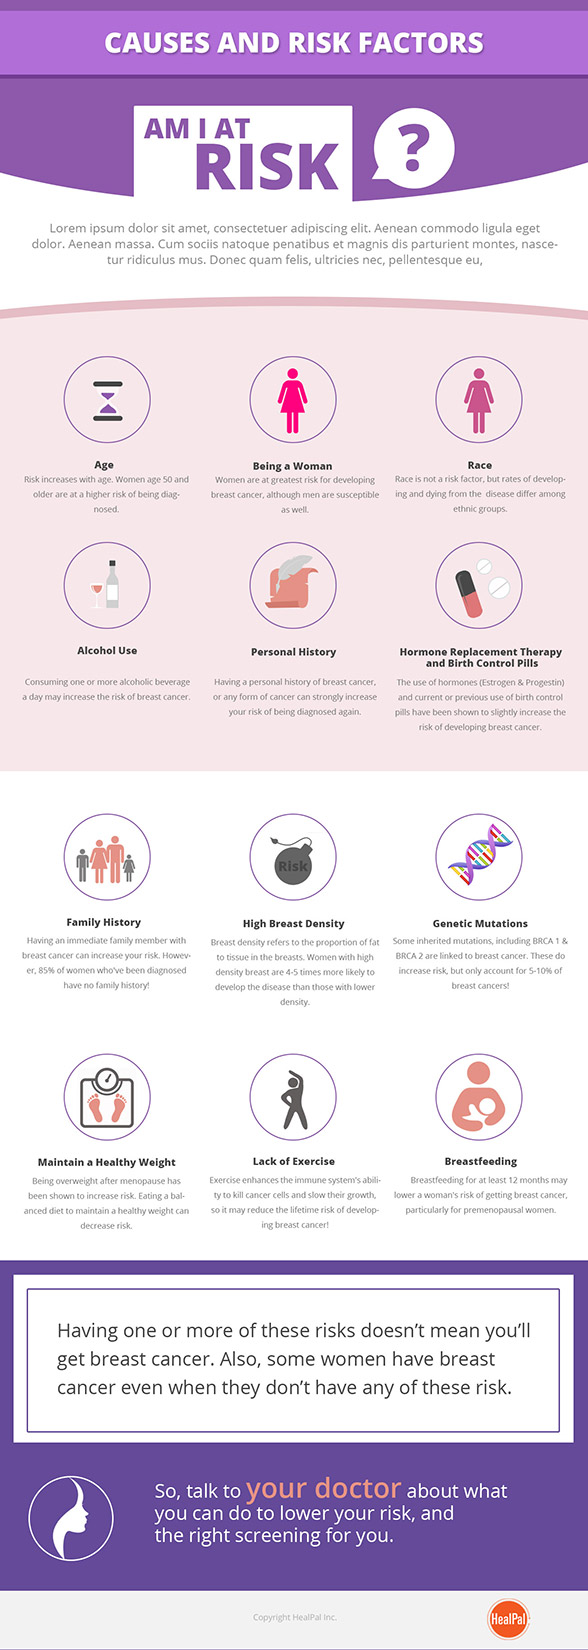 CAUSES AND RISK FACTORS
AM I AT
RISK
?
Lorem ipsum dolor sit amet, consectetuer adipiscing elit. Aenean commodo ligula eget
dolor. Aenean massa. Cum sociis natoque penatibus et magnis dis parturient montes, nasce-
tur ridiculus mus. Donec quam felis, ultricies nec, pellentesque eu,
Age
Risk increases with age. Women age 50 and
older are at a higher risk of being diag-
nosed.
Being a Woman
Women are at greatest risk for developing
breast cancer, although men are susceptible
as well.
Race
Race is not a risk factor, but rates of develop-
ing and dying from the disease differ among
ethnic groups.
Alcohol Use
Consuming one or more alcoholic beverage
a day may increase the risk of breast cancer.
Personal History
Having a personal history of breast cancer,
or any form of cancer can strongly increase
your risk of being diagnosed again.
Hormone Replacement Therapy
and Birth Control Pills
The use of hormones (Estrogen & Progestin)
and current or previous use of birth control
pills have been shown to slightly increase the
risk of developing breast cancer.
Family History
Having an immediate family member with
breast cancer can increase your risk. Howev-
er, 85% of women who've been diagnosed
have no family history!
Risk
High Breast Density
Breast density refers to the proportion of fat
to tissue in the breasts. Women with high
density breast are 4-5 times more likely to
develop the disease than those with lower
density.
Genetic Mutations
Some inherited mutations, including BRCA 1 &
BRCA 2 are linked to breast cancer. These do
increase risk, but only account for 5-10% of
breast cancers!
Maintain a Healthy Weight
Being overweight after menopause has
been shown to increase risk. Eating a bal-
anced diet to maintain a healthy weight can
decrease risk.
Lack of Exercise
Exercise enhances the immune system's abili-
ty to kill cancer cells and slow their growth,
so it may reduce the lifetime risk of develop-
ing breast cancer!
Breastfeeding
Breastfeeding for at least 12 months may
lower a woman's risk of getting breast cancer,
particularly for premenopausal women.
Having one or more of these risks doesn't mean you'll
get breast cancer. Also, some women have breast
cancer even when they don't have any of these risk.
So, talk to your doctor about what
you can do to lower your risk, and
the right screening for you.
Copyright HealPal Inc.
HealPal